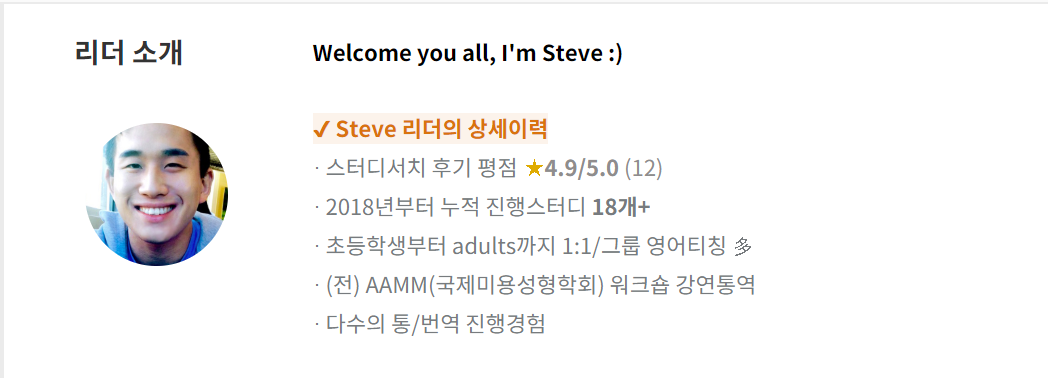 리더 소개
Welcome you all, I'm Steve :)
✓ Steve 리더의 상세이력
· 스터디서치 후기 평점 ★4.9/5.0 (12)
· 2018년부터 누적 진행스터디 18개+
· 초등학생부터 adults까지 1:1/그룹 영어티칭 多
· (전) AAMM(국제미용성형학회) 워크숍 강연통역
· 다수의 통/번역 진행경험